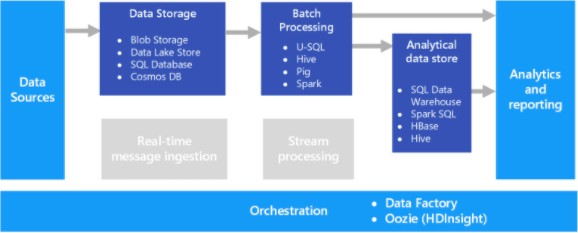 Data
Sources
Data Storage
• Blob Storage
• Data Lake Store
• SQL Database
• Cosmos DB
Real-time
message ingestion
Batch
Processing
• U-SQL
• Hive
• Pig
• Spark
Stream
processing
Analytical
data store
• SQL Data
Warehouse
• Spark SQL
• HBase
• Hive
Analytics
and
reporting
Orchestration
• Data Factory
• Oozie (HDInsight)